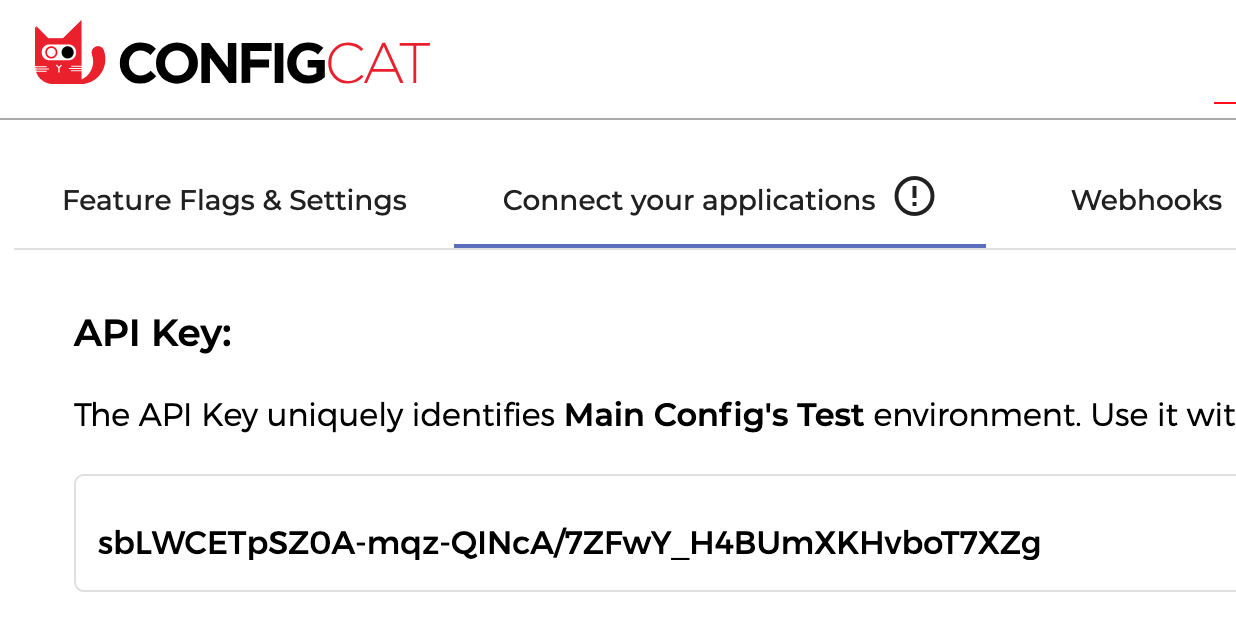 CONFIGCAT
Feature Flags & Settings Connect your applications ! Webhooks
API Key:
The API Key uniquely identifies Main Config's Test environment. Use it wit
sbLWCETpSZ0A-mqz-QINcA/7ZFwY_H4BUmXKHvboT7XZg